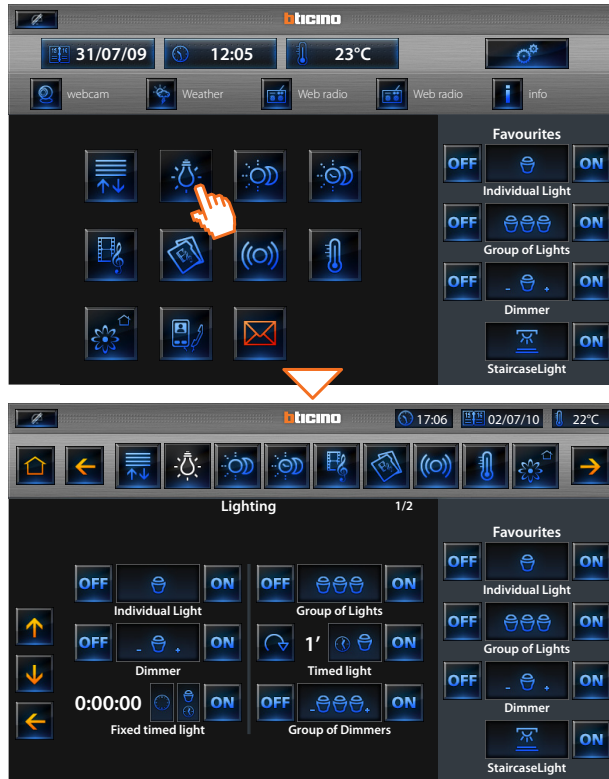 bticino
31/07/09 12:05 23°C
webcam Weather Web radio Web radio info
Favourites
OFF ON
Individual Light
OFF ON
Group of Lights
OFF - + ON
Dimmer
ON
StaircaseLight
bticino 17:06 02/07/10 22°C
Lighting 1/2
Favourites
OFF ON
Individual Light
OFF ON
Group of Lights
OFF - + ON
Dimmer
ON
StaircaseLight
OFF ON OFF ON
Individual Light Group of Lights
OFF - + ON 1’ ON
Dimmer Timed light
0:00:00 ON OFF - + ON
Fixed timed light Group of Dimmers